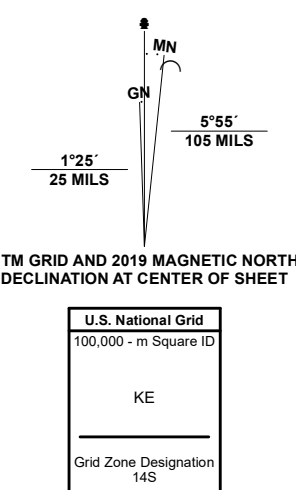 MN
GN
5°55´
105 MILS
1°25´
25 MILS
TM GRID AND 2019 MAGNETIC NORTH
DECLINATION AT CENTER OF SHEET
U.S. National Grid
100,000 - m Square ID
KE
Grid Zone Designation
14S